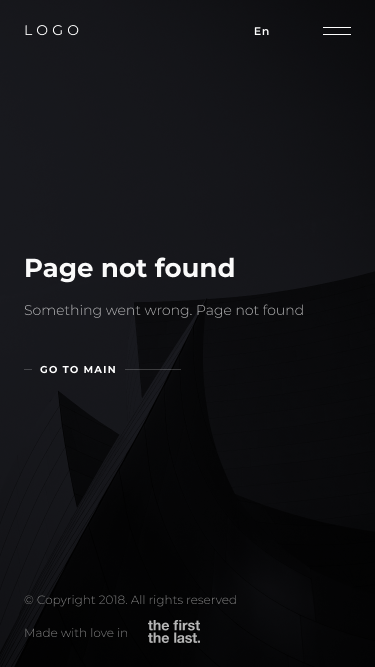 LOGO
En
Page not found
Something went wrong. Page not found
GO TO MAIN
© Copyright 2018. All rights reserved
Made with love in
the first
the last.